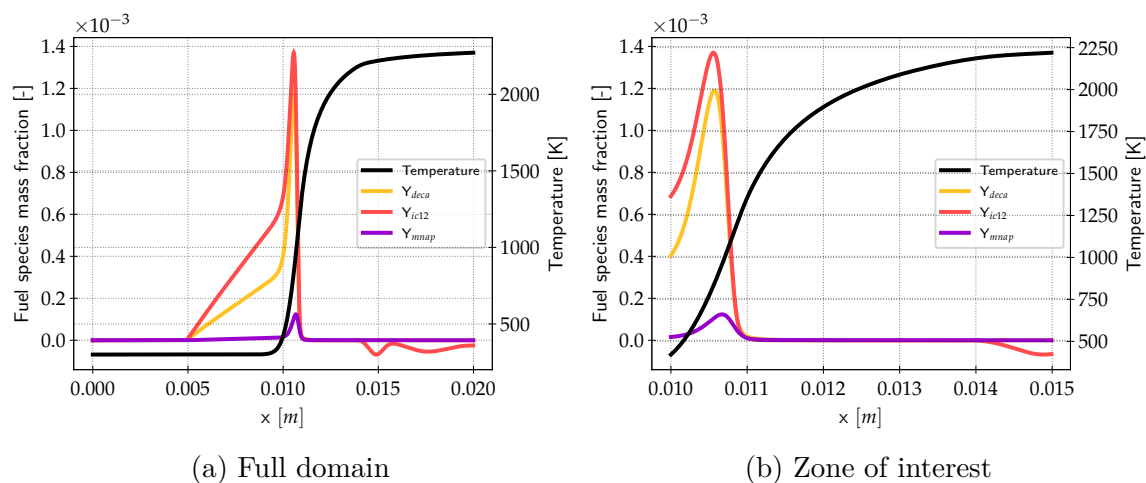 ×10⁻³
1.4
1.2
1.0
0.8
0.6
0.4
0.2
0.0
Fuel species mass fraction [-]
0.000
0.005
0.010
0.015
0.020
x [m]
2000
1500
1000
500
Temperature [K]
Temperature
Y_deca
Y_ic12
Y_mnap
(a) Full domain
×10⁻³
1.4
1.2
1.0
0.8
0.6
0.4
0.2
0.0
Fuel species mass fraction [-]
0.010
0.011
0.012
0.013
0.014
0.015
x [m]
2250
2000
1750
1500
1250
1000
750
500
Temperature [K]
Temperature
Y_deca
Y_ic12
Y_mnap
(b) Zone of interest